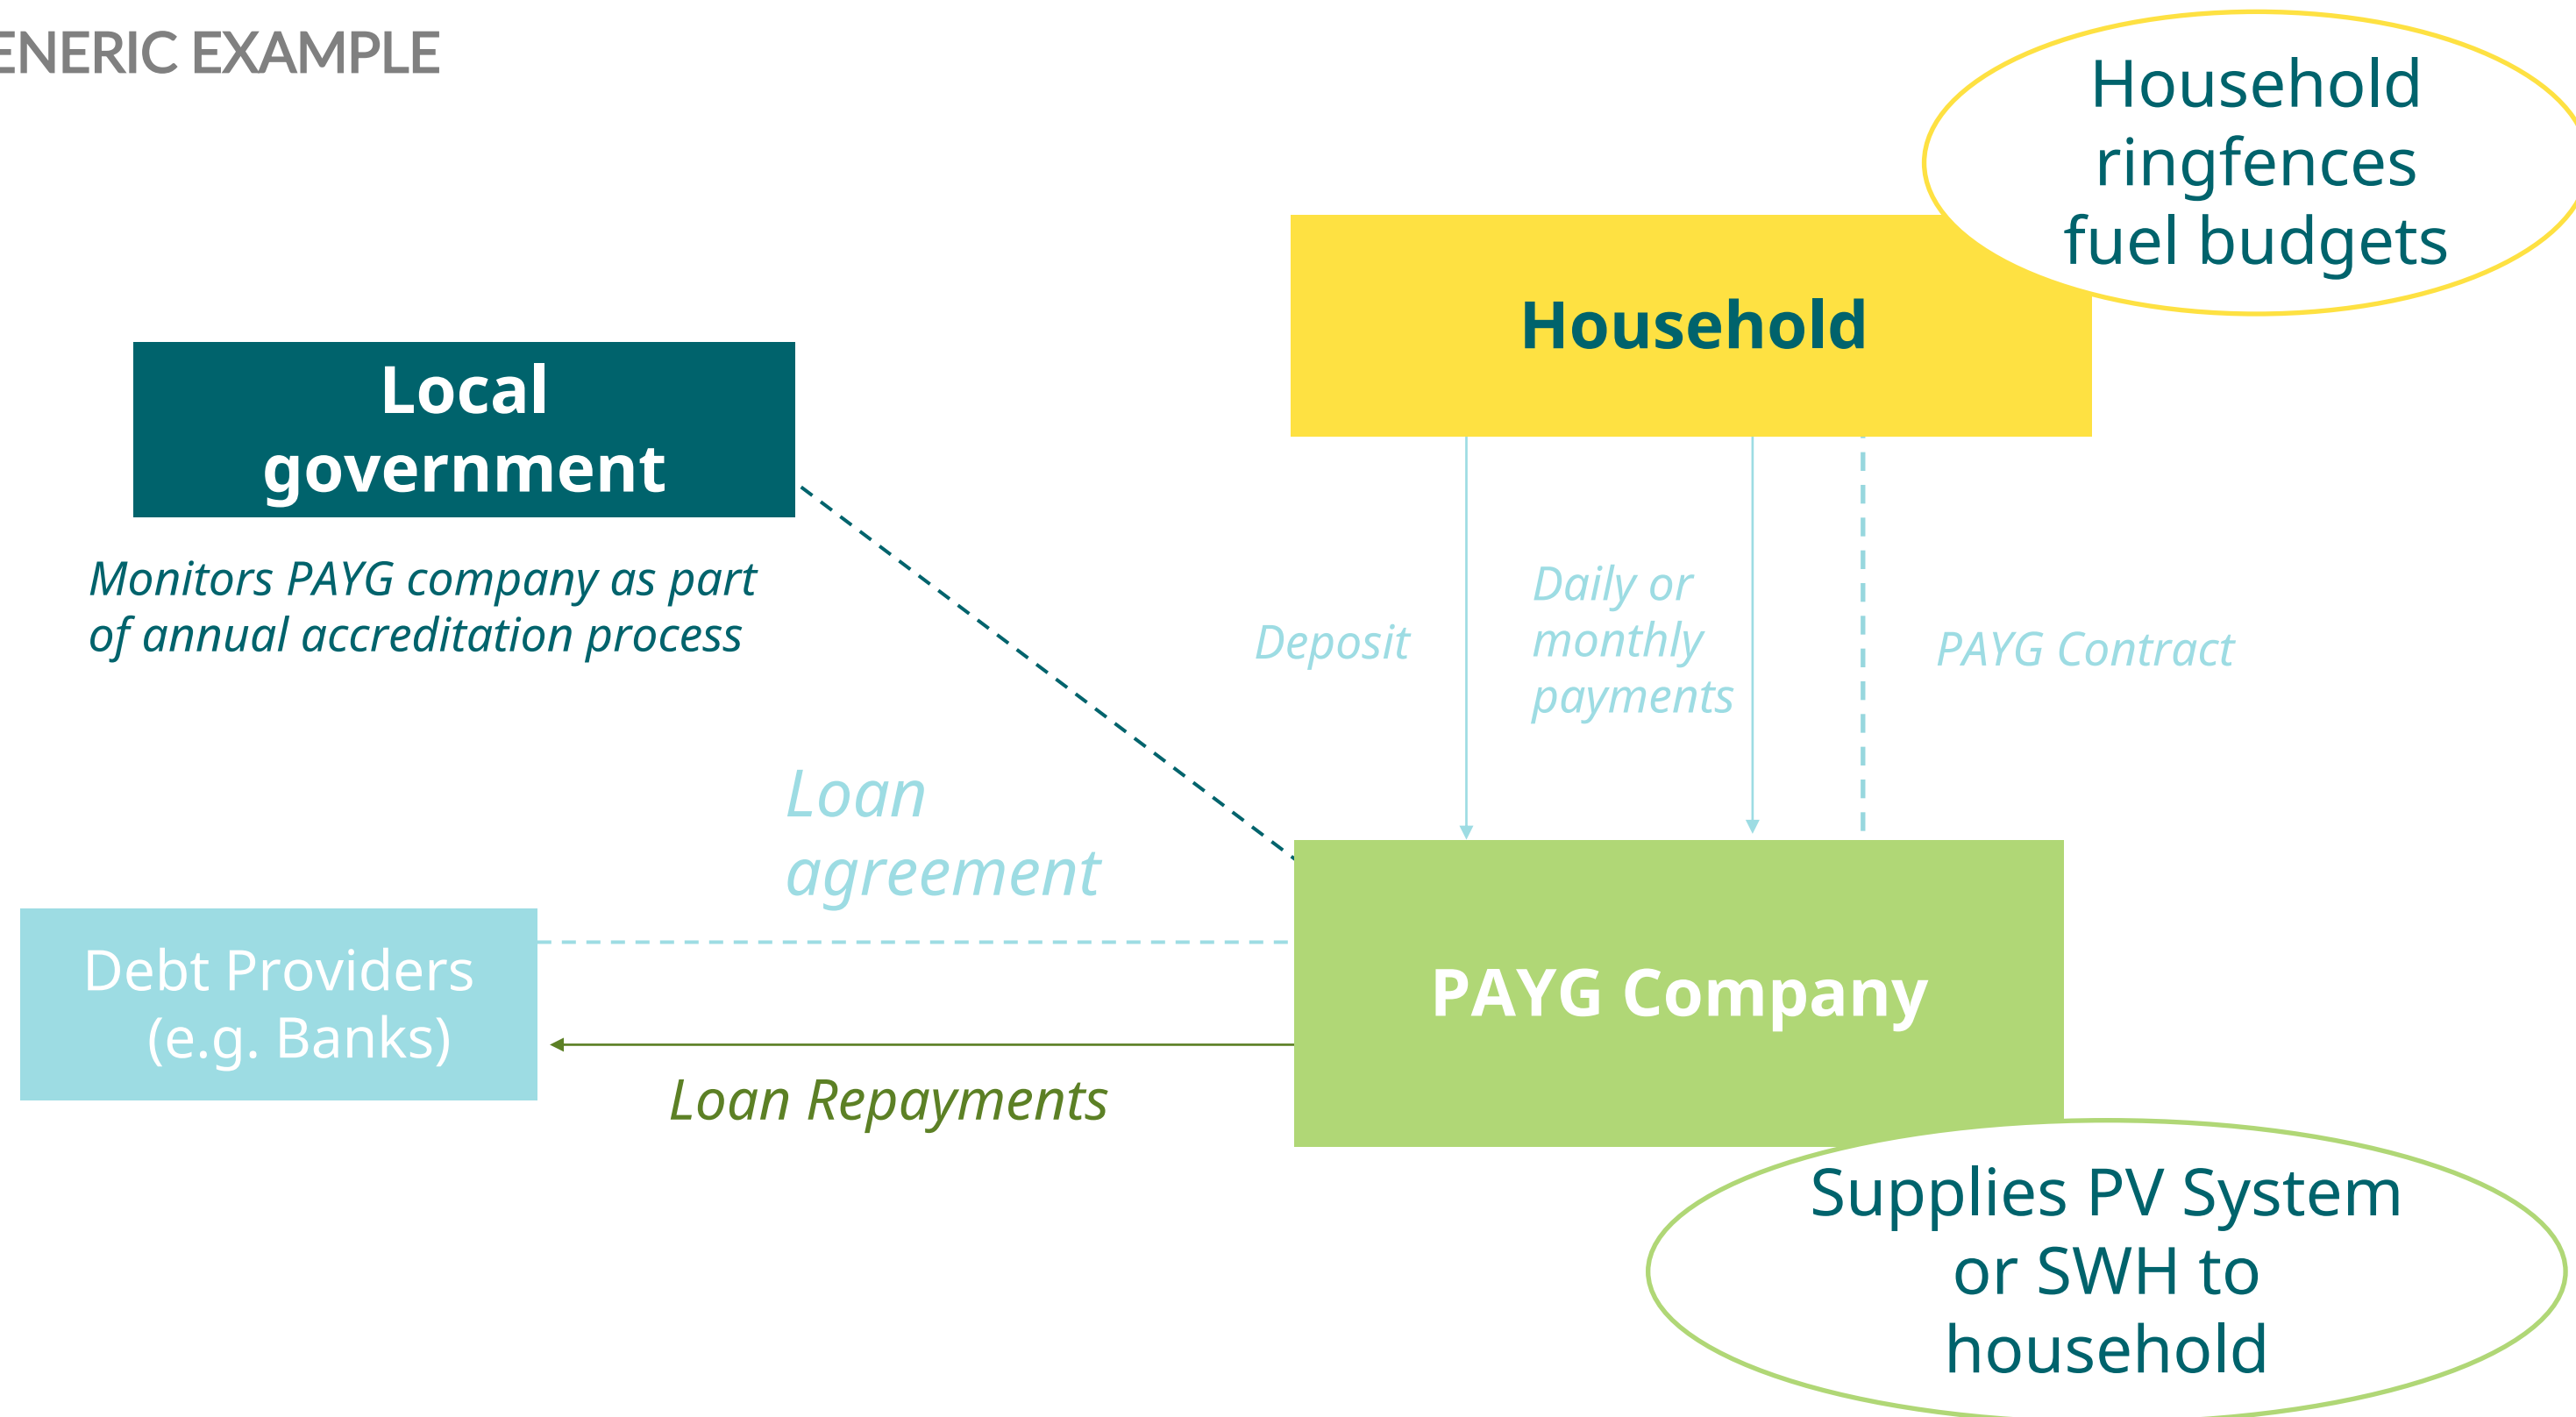 ENERIC EXAMPLE
Household
ringfences
fuel budgets
Household
Local
government
Monitors PAYG company as part
of annual accreditation process
Deposit
Daily or
monthly
payments
PAYG Contract
Loan
agreement
Debt Providers
(e.g. Banks)
PAYG Company
Loan Repayments
Supplies PV System
or SWH to
household